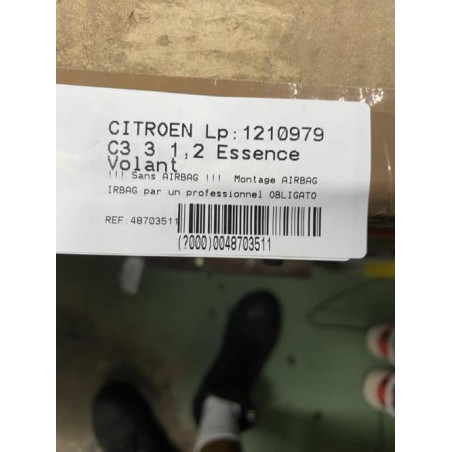 CITROEN Lp:1210979
C3 3 1,2 Essence
Volant
!!! Sans AIRBAG !!! Montage AIRBAG
IRBAG par un professionnel OBLIGATO
REF:48703511
(?000)0048703511